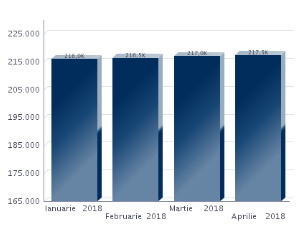 225.000
215.000
205.000
195.000
185.000
175.000
165.000
216,0K
216,5K
217,0K
217,5K
Ianuarie 2018
Februarie 2018
Martie 2018
Aprilie 2018